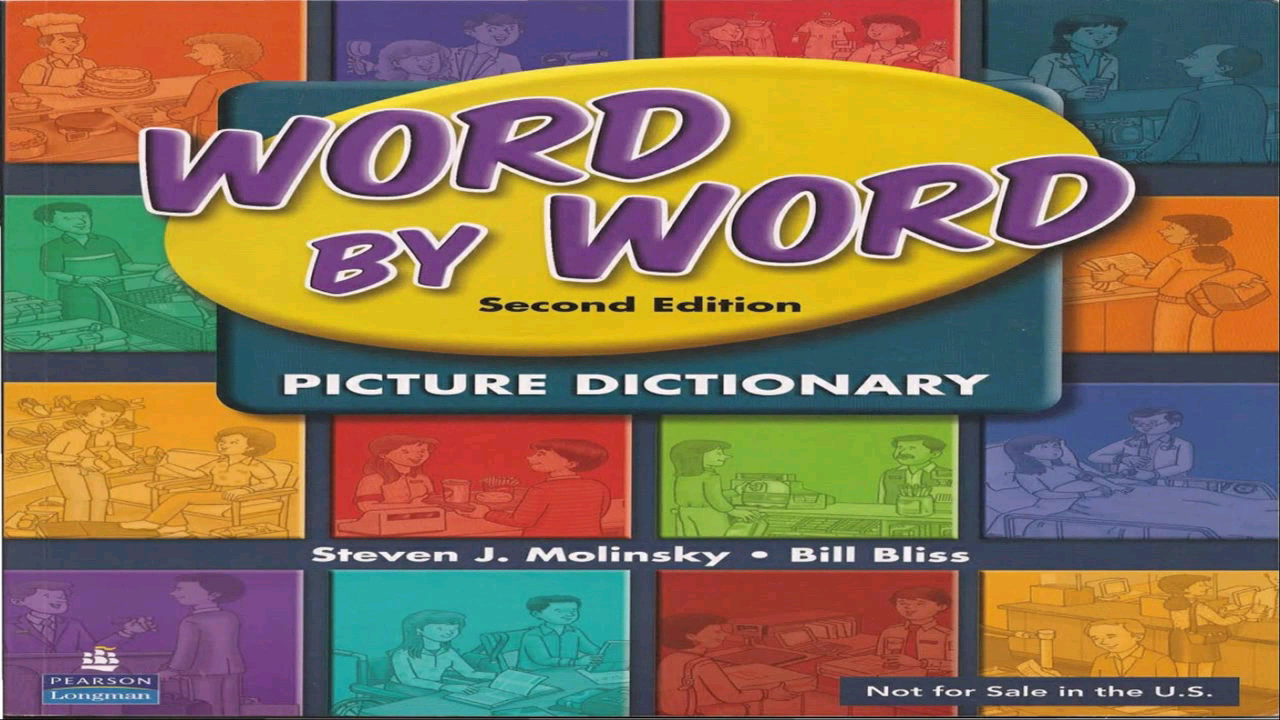 WORD
BY WORD
Second Edition
PICTURE DICTIONARY
Steven J. Molinsky • Bill Bliss
PEARSON
Longman
Not for Sale in the U.S.